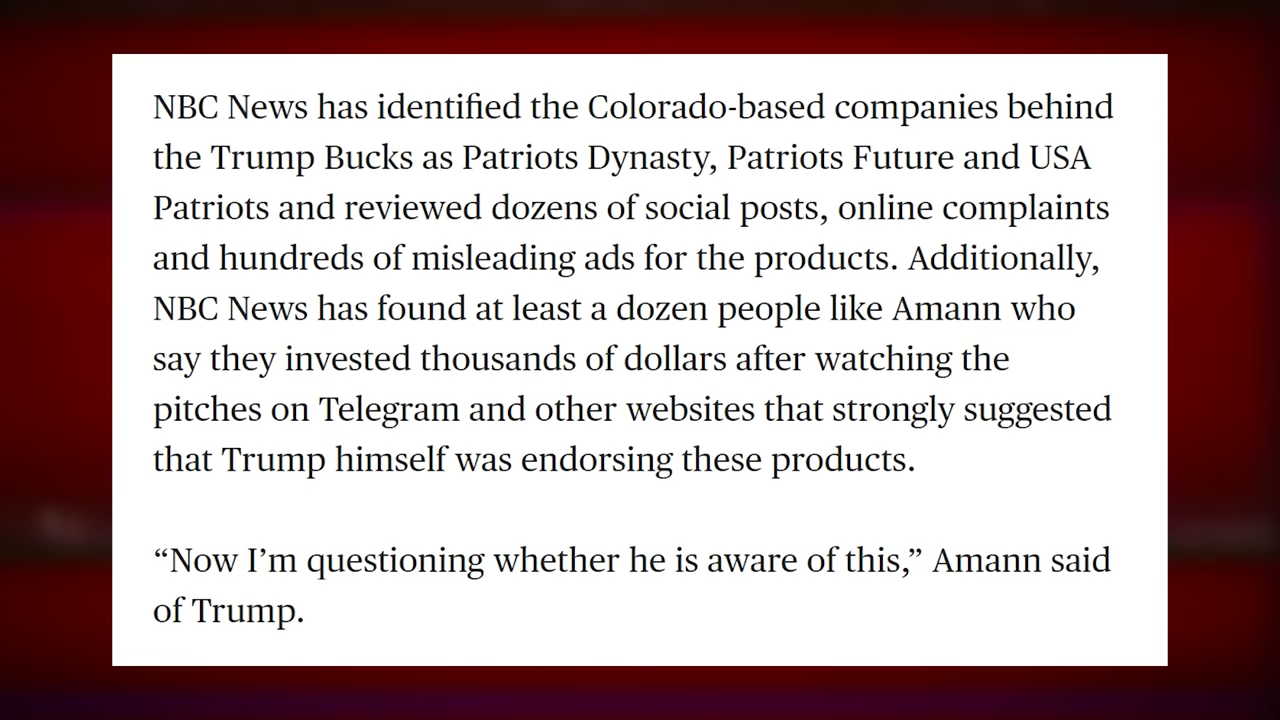 NBC News has identified the Colorado-based companies behind
the Trump Bucks as Patriots Dynasty, Patriots Future and USA
Patriots and reviewed dozens of social posts, online complaints
and hundreds of misleading ads for the products. Additionally,
NBC News has found at least a dozen people like Amann who
say they invested thousands of dollars after watching the
pitches on Telegram and other websites that strongly suggested
that Trump himself was endorsing these products.
“Now I’m questioning whether he is aware of this,” Amann said
of Trump.